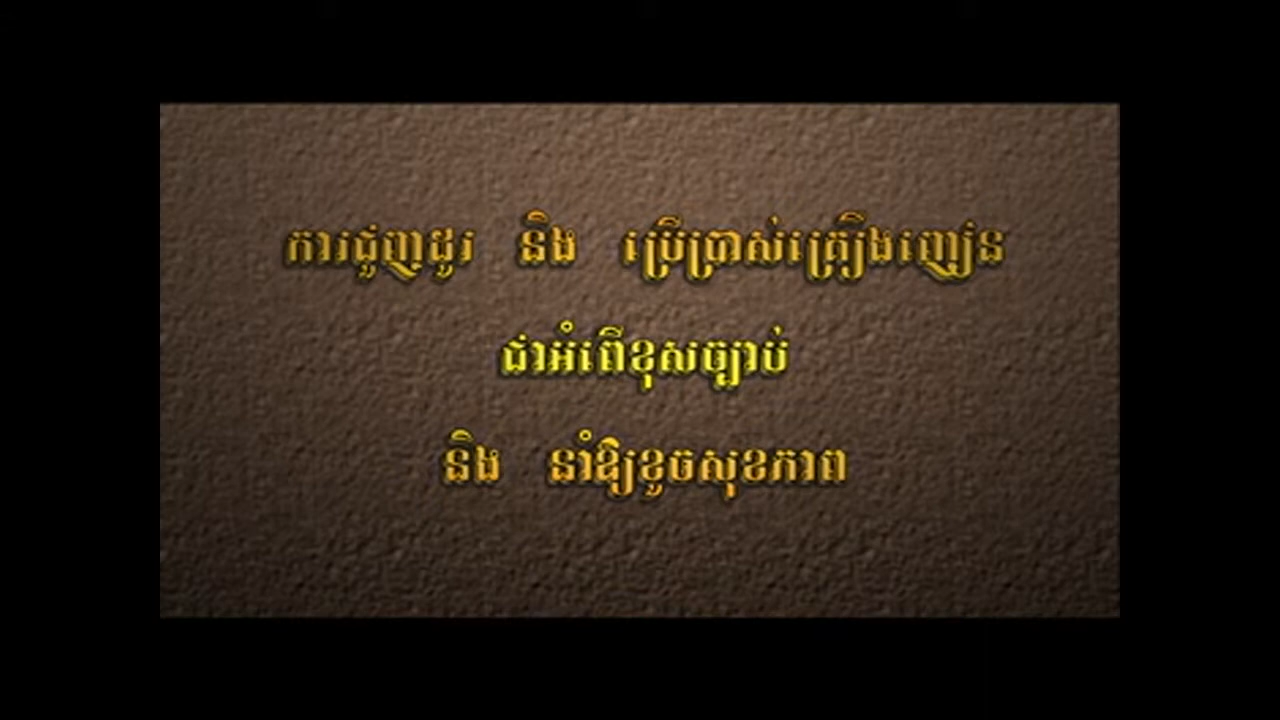 ការជួញដូរ និង ប្រើប្រាស់គ្រឿងញៀន
ជាអំពើខុសច្បាប់
និង នាំឱ្យខូចសុខភាព